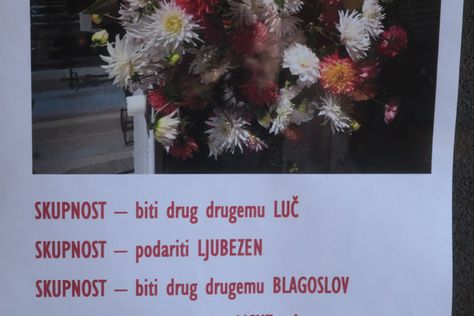 SKUPNOST – biti drug drugemu LUČ
SKUPNOST – podariti LJUBEZEN
SKUPNOST – biti drug drugemu BLAGOSLOV